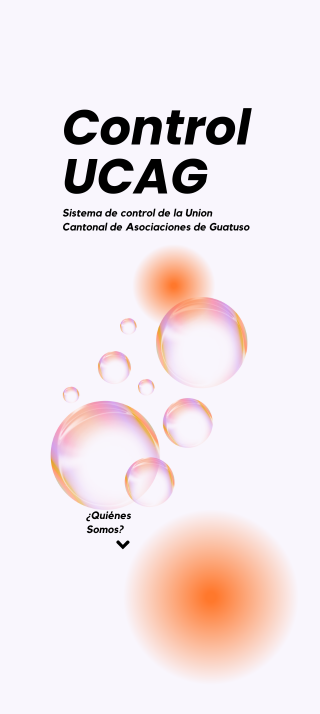 Control
UCAG
Sistema de control de la Union
Cantonal de Asociaciones de Guatuso
¿Quiénes
Somos?